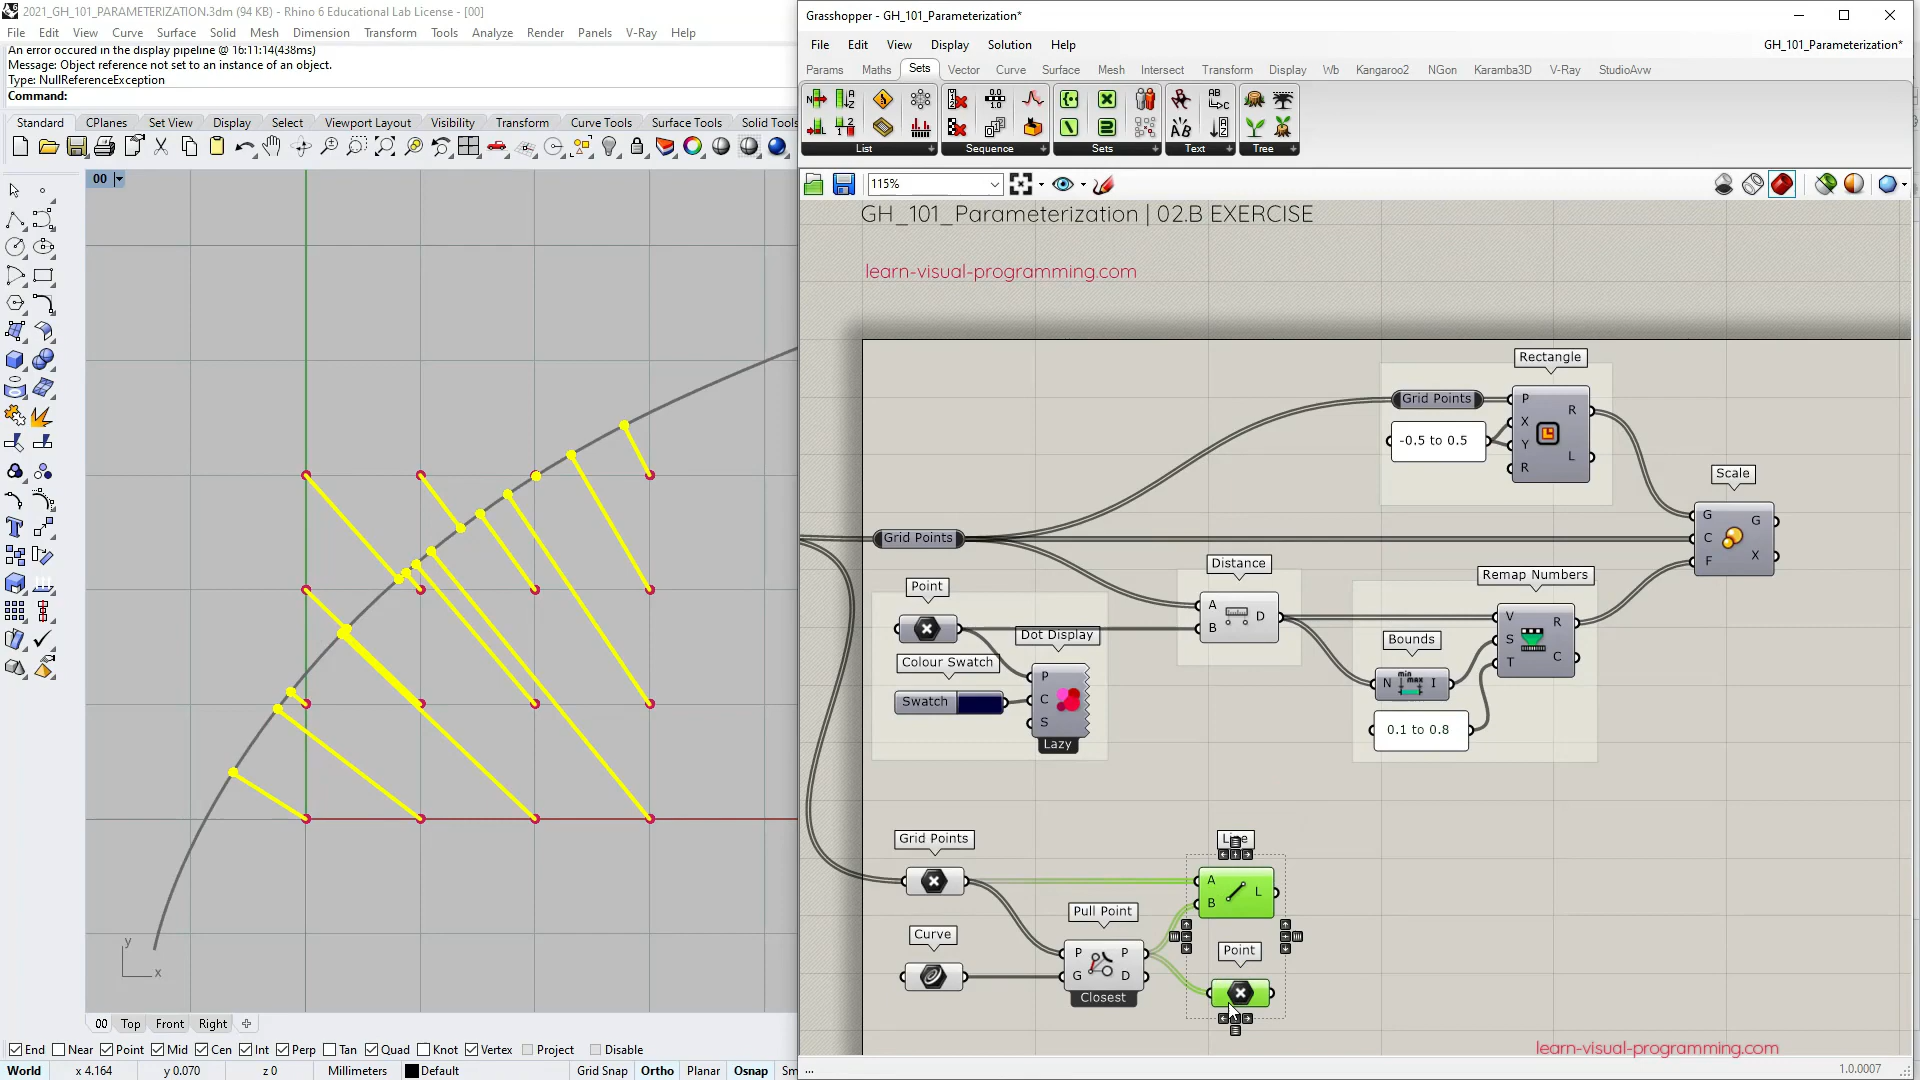 2021_GH_101_PARAMETERIZATION.3dm (94 KB) - Rhino 6 Educational Lab License - [00]
File Edit View Curve Surface Solid Mesh Dimension Transform Tools Analyze Render Panels V-Ray Help
An error occured in the display pipeline @ 16:11:14(438ms)
Message: Object reference not set to an instance of an object.
Type: NullReferenceException
Command:
Standard CPlanes Set View Display Select Viewport Layout Visibility Transform Curve Tools Surface Tools Solid Tools
00
y
x
00 Top Front Right
End Near Point Mid Cen Int Perp Tan Quad Knot Vertex Project Disable
World x 4.164 y 0.070 z 0 Millimeters Default Grid Snap Ortho Planar Osnap Sm
Grasshopper - GH_101_Parameterization*
File Edit View Display Solution Help
GH_101_Parameterization*
Params Maths Sets Vector Curve Surface Mesh Intersect Transform Display Wb Kangaroo2 NGon Karamba3D V-Ray StudioAvw
List Sequence Sets Text Tree
115%
GH_101_Parameterization | 02.B EXERCISE
learn-visual-programming.com
Rectangle
Grid Points
P
X
Y
R
R
L
-0.5 to 0.5
Scale
G
C
F
G
X
Grid Points
Distance
A
B
D
Remap Numbers
V
S
T
R
C
Point
Dot Display
P
C
S
Lazy
Colour Swatch
Swatch
Bounds
N
min
max
I
0.1 to 0.8
Grid Points
A
B
L
Pull Point
P
G
P
D
Closest
Curve
Point
learn-visual-programming.com
...
1.0.0007